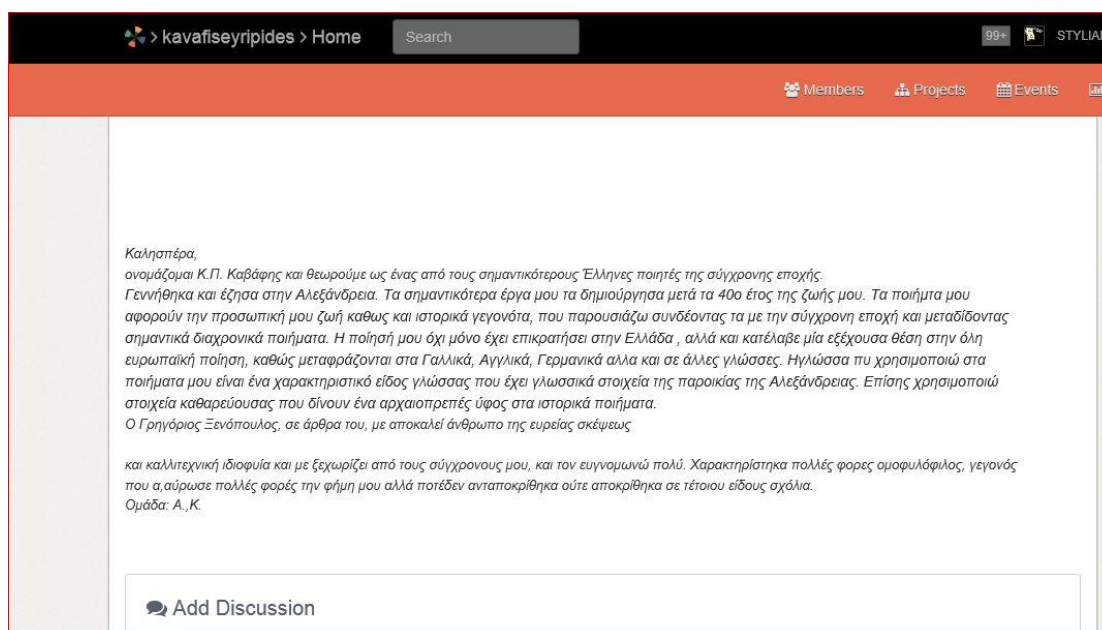 > kavafiseyripides > Home
Search
99+
STYLIAN
Members
Projects
Events
Καλησπέρα,
ονομάζομαι Κ.Π. Καβάφης και θεωρούμε ως ένας από τους σημαντικότερους Έλληνες ποιητές της σύγχρονης εποχής.
Γεννήθηκα και έζησα στην Αλεξάνδρεια. Τα σημαντικότερα έργα μου τα δημιούργησα μετά τα 40ο έτος της ζωής μου. Τα ποιήμτα μου
αφορούν την προσωπική μου ζωή καθως και ιστορικά γεγονότα, που παρουσιάζω συνδέοντας τα με την σύγχρονη εποχή και μεταδίδοντας
σημαντικά διαχρονικά ποιήματα. Η ποίησή μου όχι μόνο έχει επικρατήσει στην Ελλάδα , αλλά και κατέλαβε μία εξέχουσα θέση στην όλη
ευρωπαϊκή ποίηση, καθώς μεταφράζονται στα Γαλλικά, Αγγλικά, Γερμανικά αλλα και σε άλλες γλώσσες. Ηγλώσσα πυ χρησιμοποιώ στα
ποιήματα μου είναι ένα χαρακτηριστικό είδος γλώσσας που έχει γλωσσικά στοιχεία της παροικίας της Αλεξάνδρειας. Επίσης χρησιμοποιώ
στοιχεία καθαρεύουσας που δίνουν ένα αρχαιοπρεπές ύφος στα ιστορικά ποιήματα.
Ο Γρηγόριος Ξενόπουλος, σε άρθρα του, με αποκαλεί άνθρωπο της ευρείας σκέψεως
και καλλιτεχνική ιδιοφυία και με ξεχωρίζει από τους σύγχρονους μου, και τον ευγνομωνώ πολύ. Χαρακτηρίστηκα πολλές φορες ομοφυλόφιλος, γεγονός
που α,αύρωσε πολλές φορές την φήμη μου αλλά ποτέδεν ανταποκρίθηκα ούτε αποκρίθηκα σε τέτοιου είδους σχόλια.
Ομάδα: Α.,Κ.
Add Discussion